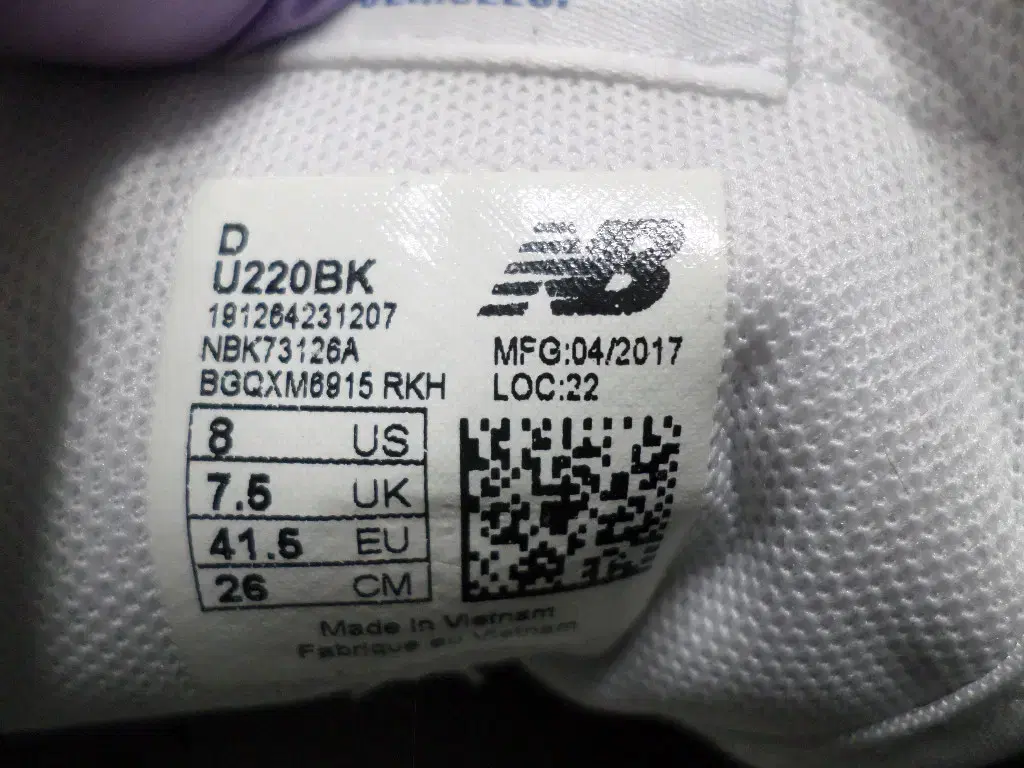 D
U220BK
191264231207
NBK73126A
BGQXM6915 RKH
NB
MFG:04/2017
LOC:22
8 US
7.5 UK
41.5 EU
26 CM
Made in Vietnam
Fabrique au Vietnam